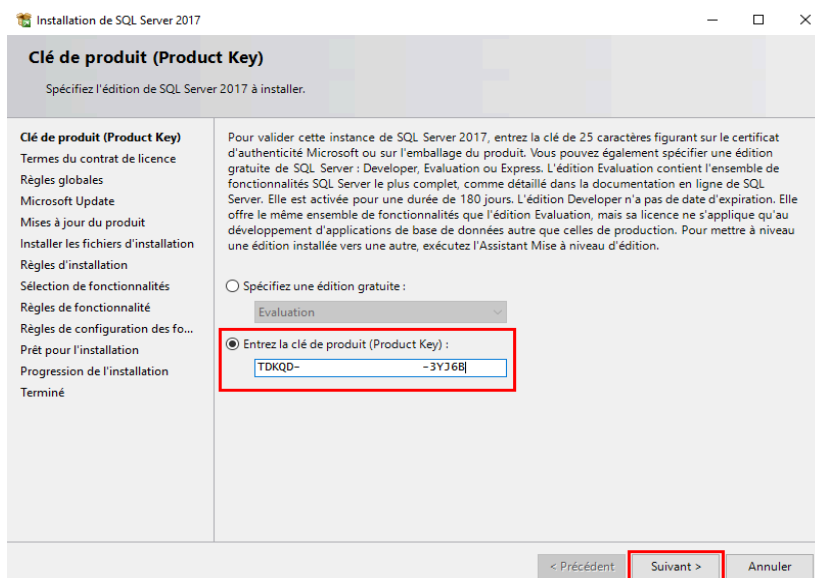 Installation de SQL Server 2017
Clé de produit (Product Key)
Spécifiez l'édition de SQL Server 2017 à installer.
Clé de produit (Product Key)
Termes du contrat de licence
Règles globales
Microsoft Update
Mises à jour du produit
Installer les fichiers d'installation
Règles d'installation
Sélection de fonctionnalités
Règles de fonctionnalité
Règles de configuration des fo...
Prêt pour l'installation
Progression de l'installation
Terminé
Pour valider cette instance de SQL Server 2017, entrez la clé de 25 caractères figurant sur le certificat
d'authenticité Microsoft ou sur l'emballage du produit. Vous pouvez également spécifier une édition
gratuite de SQL Server : Developer, Evaluation ou Express. L'édition Evaluation contient l'ensemble de
fonctionnalités SQL Server le plus complet, comme détaillé dans la documentation en ligne de SQL
Server. Elle est activée pour une durée de 180 jours. L'édition Developer n'a pas de date d'expiration. Elle
offre le même ensemble de fonctionnalités que l'édition Evaluation, mais sa licence ne s'applique qu'au
développement d'applications de base de données autre que celles de production. Pour mettre à niveau
une édition installée vers une autre, exécutez l'Assistant Mise à niveau d'édition.
Spécifiez une édition gratuite :
Evaluation
Entrez la clé de produit (Product Key) :
TDKQD- -3YJ6B
< Précédent Suivant > Annuler